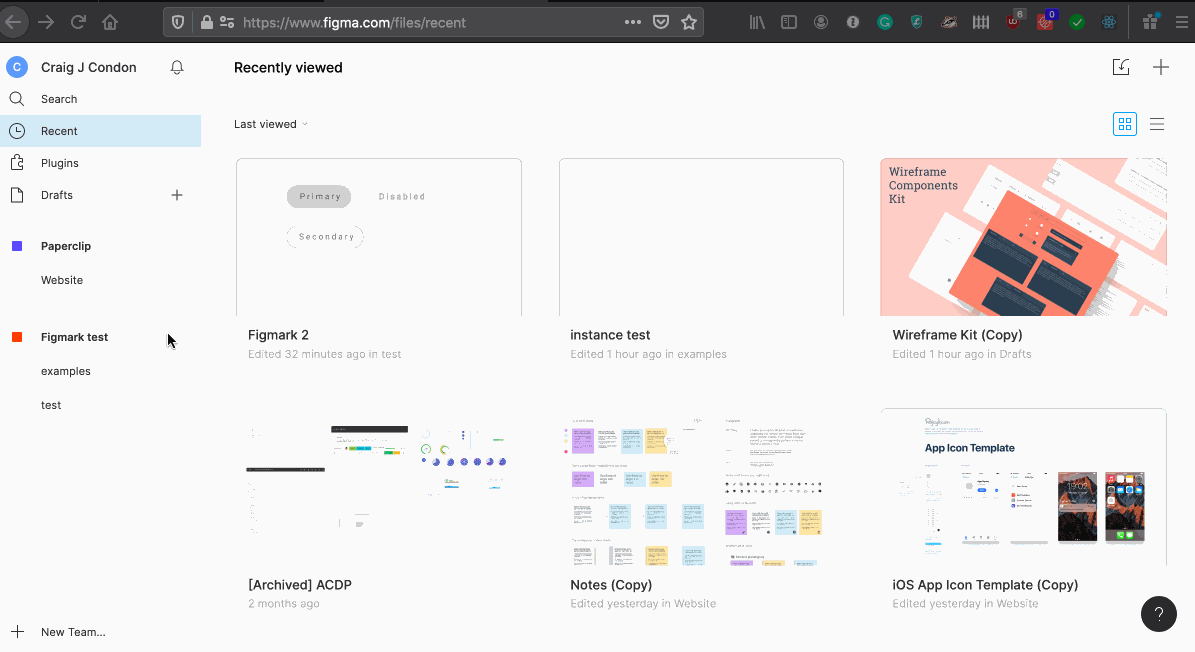 https://www.figma.com/files/recent
6
0
C
Craig J Condon
Recently viewed
Search
Recent
Last viewed
Plugins
Drafts
Primary
Disabled
Secondary
Wireframe
Components
Kit
Paperclip
Website
Figmark test
examples
test
Figmark 2
Edited 32 minutes ago in test
instance test
Edited 1 hour ago in examples
Wireframe Kit (Copy)
Edited 1 hour ago in Drafts
App Icon Template
19:02
[Archived] ACDP
2 months ago
Notes (Copy)
Edited yesterday in Website
iOS App Icon Template (Copy)
Edited yesterday in Website
New Team...
?